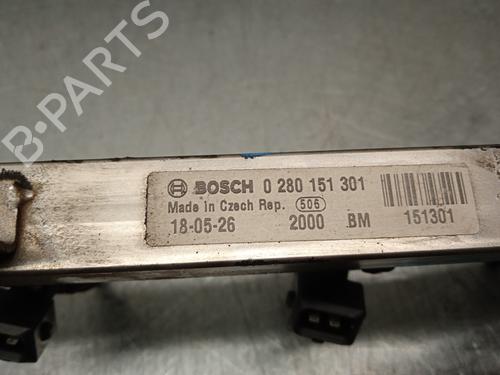 B-PARTS
BOSCH 0 280 151 301
Made in Czech Rep. 506
18-05-26 2000 BM 151301